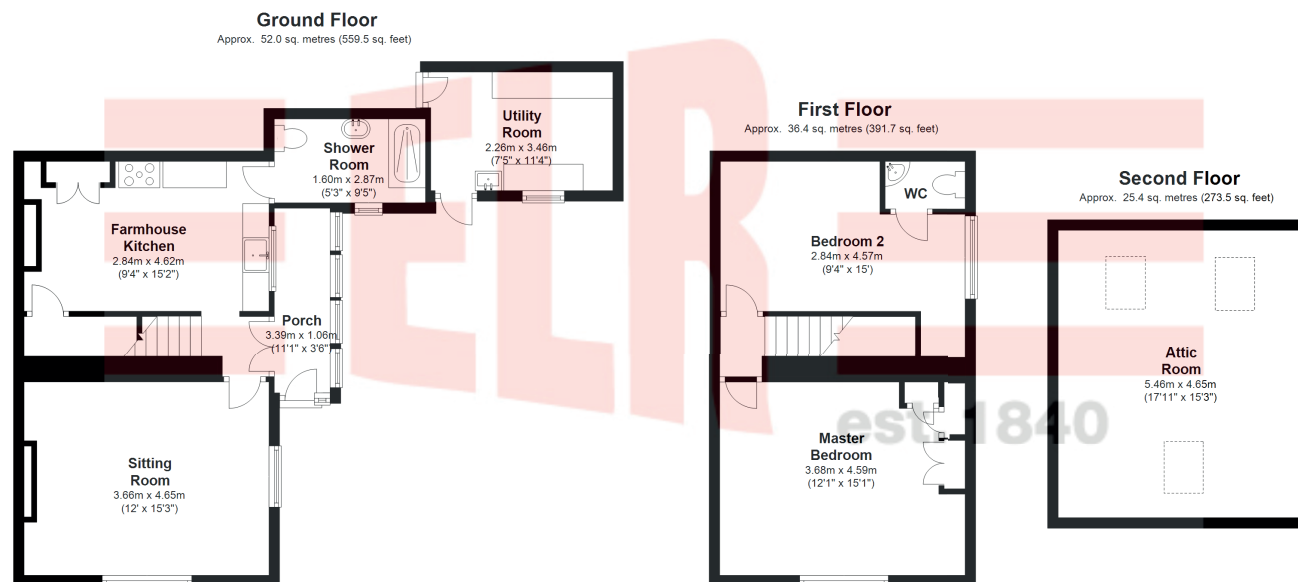 Ground Floor
Approx. 52.0 sq. metres (559.5 sq. feet)
Utility
Room
2.26m x 3.46m
(7'5" x 11'4")
Shower
Room
1.60m x 2.87m
(5'3" x 9'5")
Farmhouse
Kitchen
2.84m x 4.62m
(9'4" x 15'2")
Porch
3.39m x 1.06m
(11'1" x 3'6")
Sitting
Room
3.66m x 4.65m
(12' x 15'3")
First Floor
Approx. 36.4 sq. metres (391.7 sq. feet)
WC
Bedroom 2
2.84m x 4.57m
(9'4" x 15')
Master
Bedroom
3.68m x 4.59m
(12'1" x 15'1")
Second Floor
Approx. 25.4 sq. metres (273.5 sq. feet)
Attic
Room
5.46m x 4.65m
(17'11" x 15'3")
ELR
est. 1840